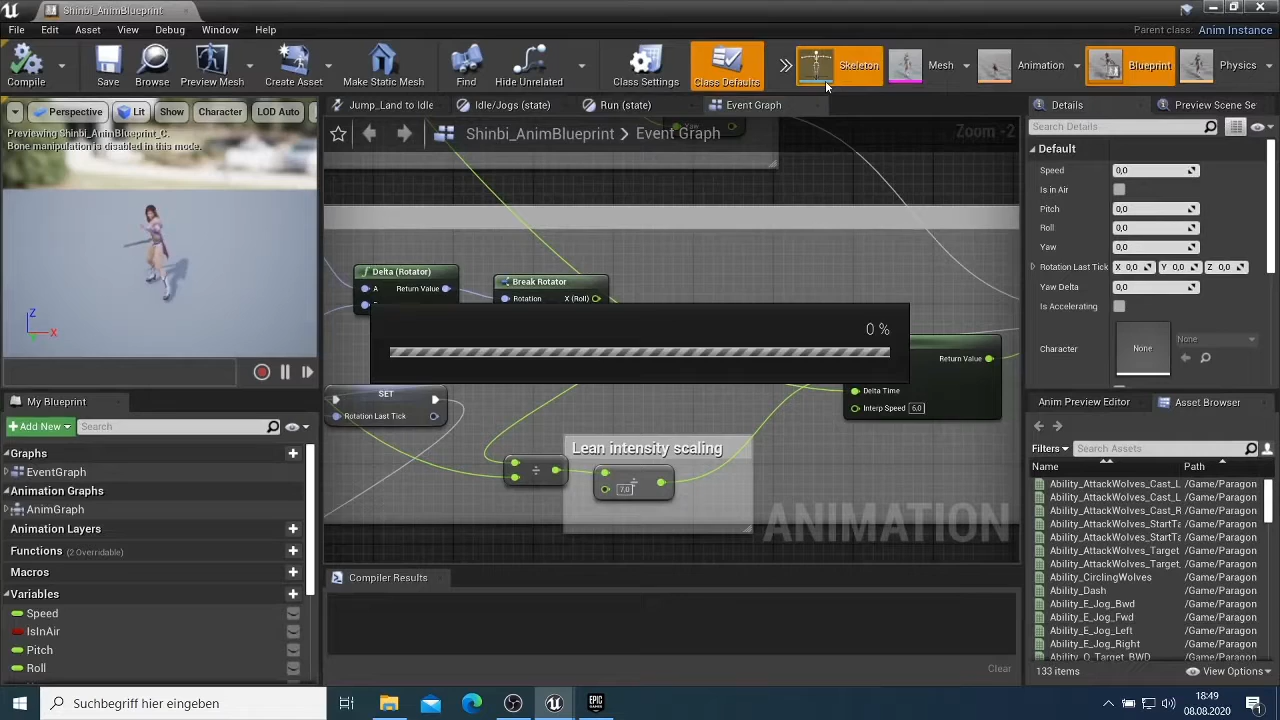 Shinbi_AnimBlueprint
File
Edit
Asset
View
Debug
Window
Help
Parent class:
Anim Instance
Compile
Save
Browse
Preview Mesh
Create Asset
Make Static Mesh
Find
Hide Unrelated
Class Settings
Class Defaults
Skeleton
Mesh
Animation
Blueprint
Physics
Perspective
Lit
Show
Character
LOD Auto
Previewing Shinbi_AnimBlueprint_C.
Bone manipulation is disabled in this mode.
Z
X
Jump_Land to Idle
Idle/Jogs (state)
Run (state)
Event Graph
Shinbi_AnimBlueprint
Event Graph
Zoom -2
Yaw
Delta (Rotator)
A
Return Value
Break Rotator
Rotation
X (Roll)
0 %
Return Value
Delta Time
Interp Speed 6.0
SET
Rotation Last Tick
Lean intensity scaling
÷
÷
7.0
ANIMATION
Compiler Results
Clear
My Blueprint
Add New
Search
Graphs
EventGraph
Animation Graphs
AnimGraph
Animation Layers
Functions (2 Overridable)
Macros
Variables
Speed
IsInAir
Pitch
Roll
Details
Preview Scene Se
Search Details
Default
Speed
0,0
Is in Air
Pitch
0,0
Roll
0,0
Yaw
0,0
Rotation Last Tick
X 0,0
Y 0,0
Z 0,0
Yaw Delta
0,0
Is Accelerating
Character
None
None
Anim Preview Editor
Asset Browser
Filters
Search Assets
Name
Path
Ability_AttackWolves_Cast_L /Game/Paragon
Ability_AttackWolves_Cast_L /Game/Paragon
Ability_AttackWolves_Cast_R /Game/Paragon
Ability_AttackWolves_StartTa /Game/Paragon
Ability_AttackWolves_Target_ /Game/Paragon
Ability_AttackWolves_Target_ /Game/Paragon
Ability_CirclingWolves /Game/Paragon
Ability_Dash /Game/Paragon
Ability_E_Jog_Bwd /Game/Paragon
Ability_E_Jog_Fwd /Game/Paragon
Ability_E_Jog_Left /Game/Paragon
Ability_E_Jog_Right /Game/Paragon
Ability_Q_Target_BWD /Game/Paragon
133 items
View Options
Suchbegriff hier eingeben
EPIC
18:49
08.08.2020